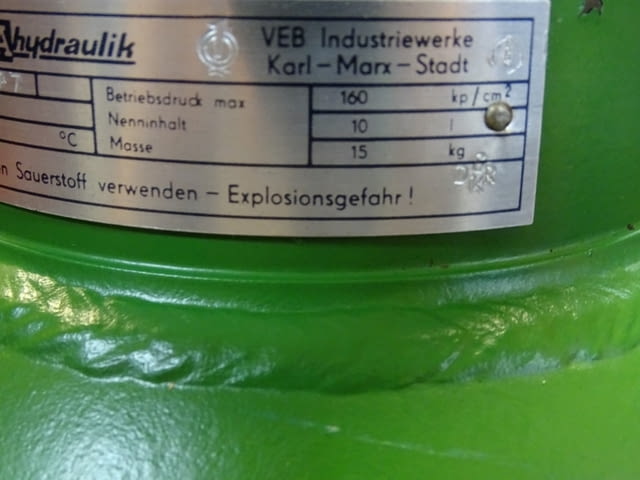 hydraulik
VEB Industriewerke
Karl-Marx-Stadt
Betriebsdruck max 160 kp/cm²
Nenninhalt 10 l
°C Masse 15 kg
Sauerstoff verwenden – Explosionsgefahr!